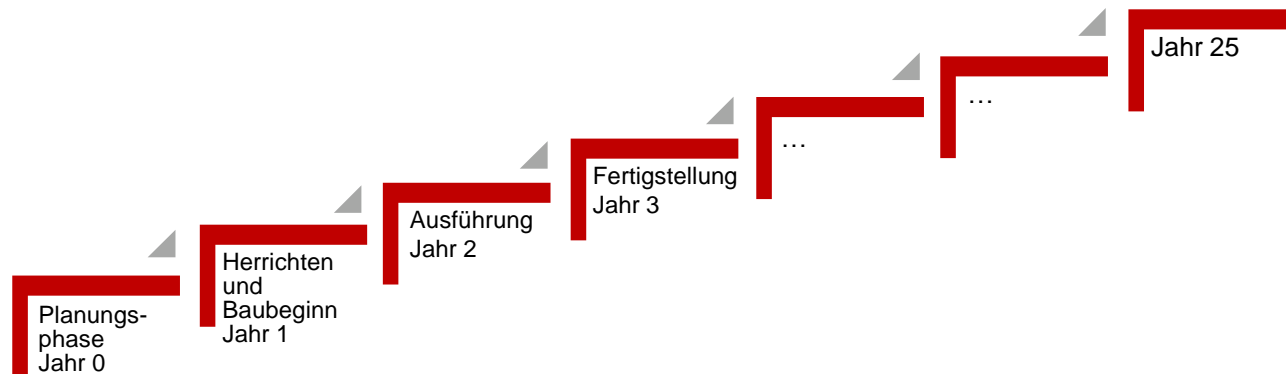 Planungs-
phase
Jahr 0
Herrichten
und
Baubeginn
Jahr 1
Ausführung
Jahr 2
Fertigstellung
Jahr 3
…
…
Jahr 25